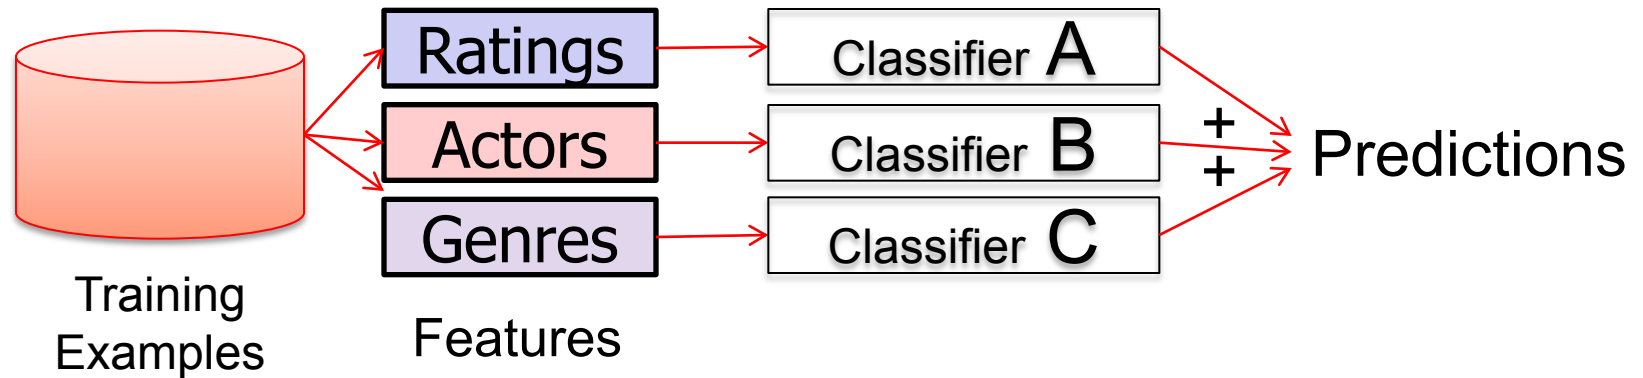 Ratings
Classifier A
Actors
Classifier B
+
+
Predictions
Genres
Classifier C
Training
Examples
Features